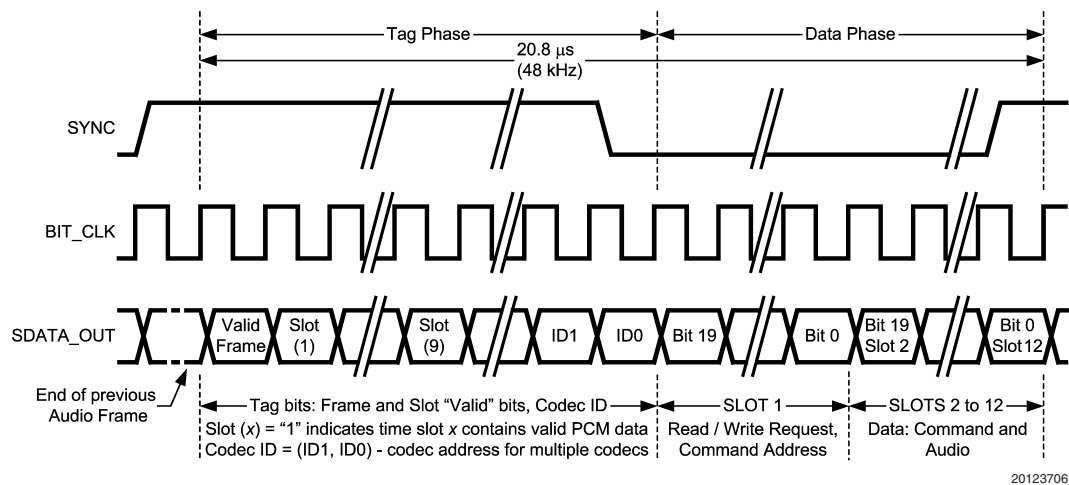 Tag Phase
Data Phase
20.8 μs
(48 kHz)
SYNC
BIT_CLK
SDATA_OUT
Valid
Frame
Slot
(1)
Slot
(9)
ID1
ID0
Bit 19
Bit 0
Bit 19
Slot 2
Bit 0
Slot 12
End of previous
Audio Frame
Tag bits: Frame and Slot “Valid” bits, Codec ID
Slot (x) = “1” indicates time slot x contains valid PCM data
Codec ID = (ID1, ID0) - codec address for multiple codecs
SLOT 1
Read / Write Request,
Command Address
SLOTS 2 to 12
Data: Command and
Audio
20123706